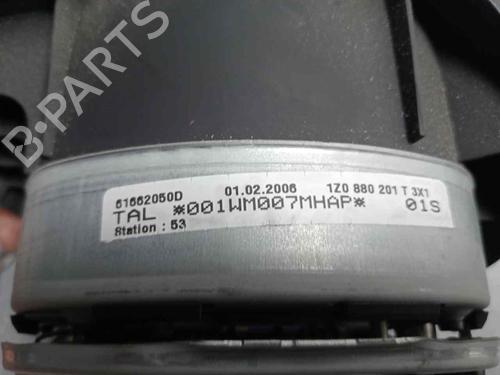 B-PARTS
61662050D 01.02.2006 1Z0 880 201 T 3X1
TAL *001WM007MHAP* 01S
Station : 53